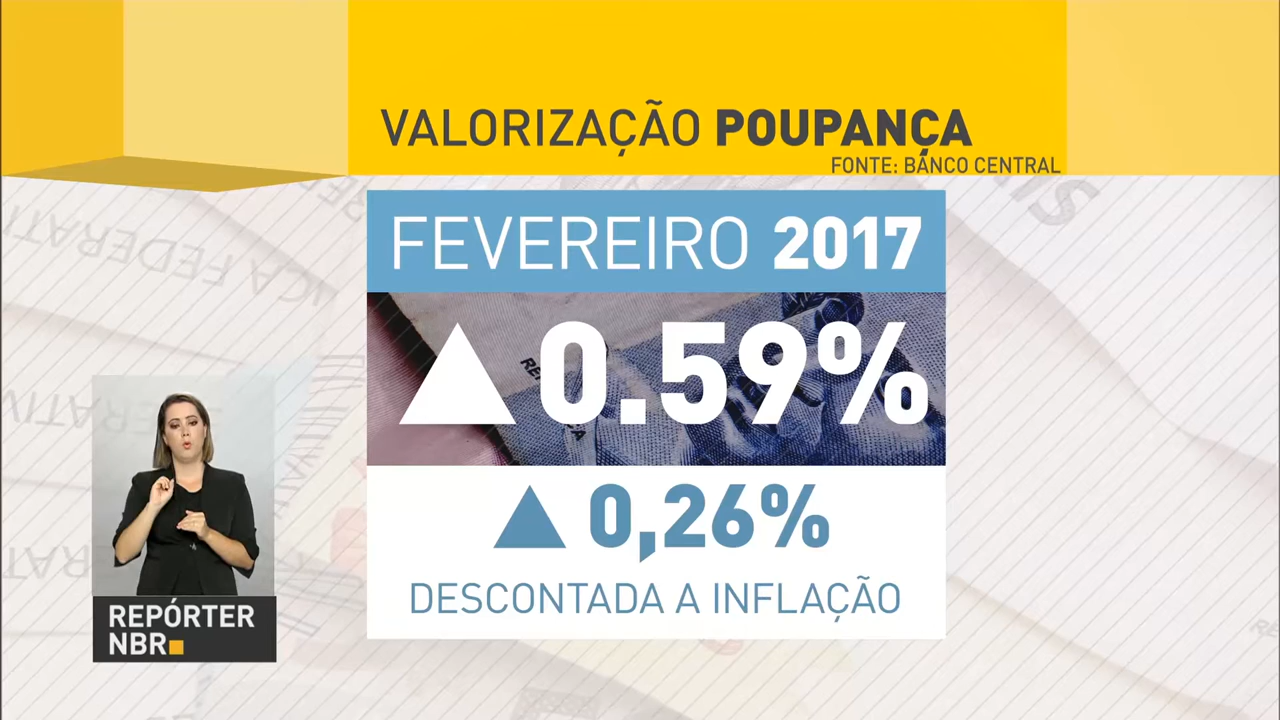 VALORIZAÇÃO POUPANÇA
FONTE: BANCO CENTRAL
FEVEREIRO 2017
▲0.59%
▲ 0,26%
DESCONTADA A INFLAÇÃO
REPÓRTER
NBR